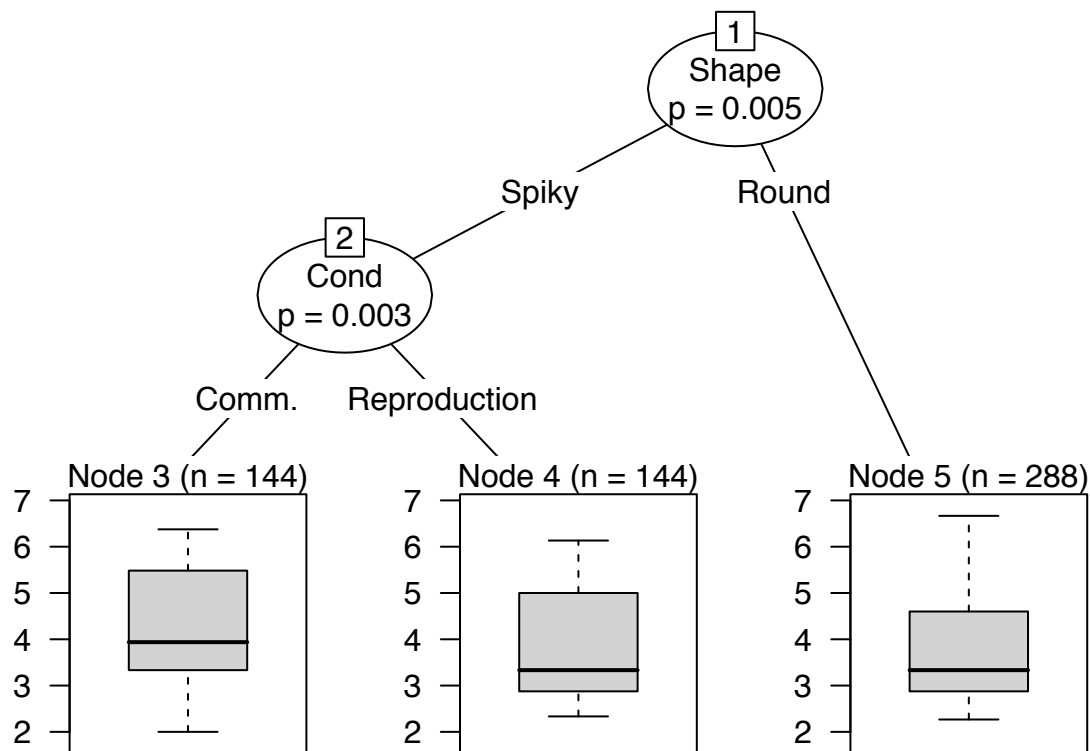 1
Shape
p = 0.005
Spiky
Round
2
Cond
p = 0.003
Comm.
Reproduction
Node 3 (n = 144)
7
6
5
4
3
2
Node 4 (n = 144)
7
6
5
4
3
2
Node 5 (n = 288)
7
6
5
4
3
2